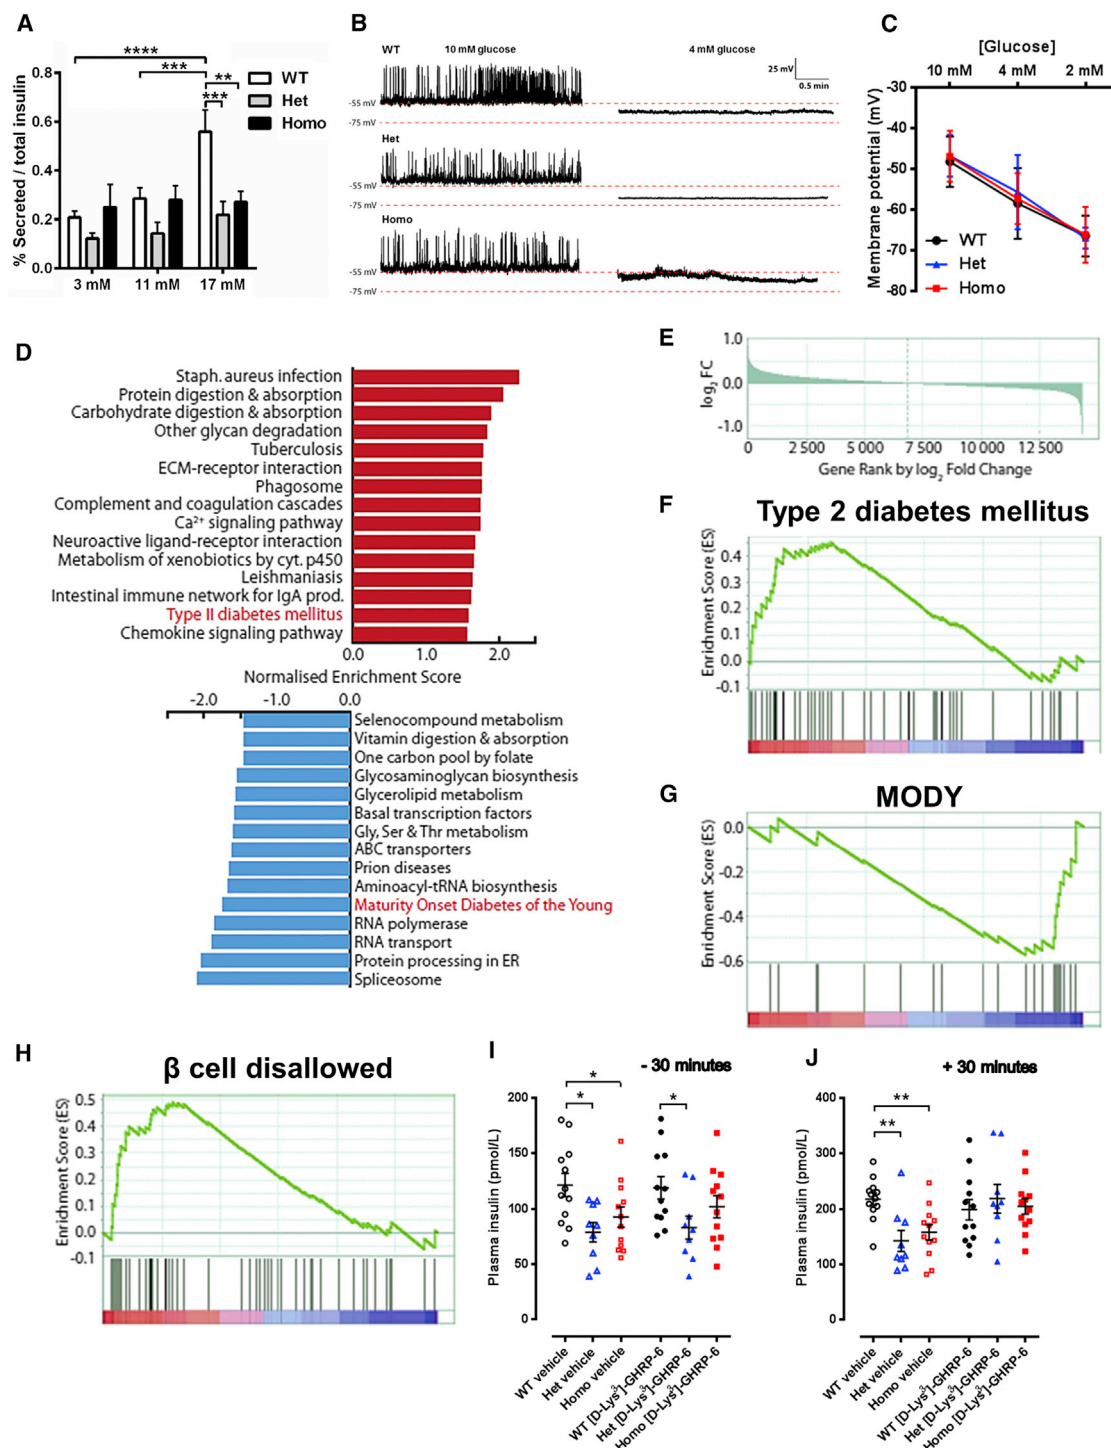 A
****
***
**
***
WT
Het
Homo
% Secreted / total insulin
0.8
0.6
0.4
0.2
0.0
3 mM
11 mM
17 mM
B
WT
10 mM glucose
4 mM glucose
25 mV
0.5 min
-55 mV
-75 mV
Het
-55 mV
-75 mV
Homo
-55 mV
-75 mV
C
[Glucose]
10 mM
4 mM
2 mM
Membrane potential (mV)
-30
-40
-50
-60
-70
-80
WT
Het
Homo
D
Staph. aureus infection
Protein digestion & absorption
Carbohydrate digestion & absorption
Other glycan degradation
Tuberculosis
ECM-receptor interaction
Phagosome
Complement and coagulation cascades
Ca²⁺ signaling pathway
Neuroactive ligand-receptor interaction
Metabolism of xenobiotics by cyt. p450
Leishmaniasis
Intestinal immune network for IgA prod.
Type II diabetes mellitus
Chemokine signaling pathway
0.0
1.0
2.0
Normalised Enrichment Score
-2.0
-1.0
0.0
Selenocompound metabolism
Vitamin digestion & absorption
One carbon pool by folate
Glycosaminoglycan biosynthesis
Glycerolipid metabolism
Basal transcription factors
Gly, Ser & Thr metabolism
ABC transporters
Prion diseases
Aminoacyl-tRNA biosynthesis
Maturity Onset Diabetes of the Young
RNA polymerase
RNA transport
Protein processing in ER
Spliceosome
E
log₂ FC
1.0
0.0
-1.0
0
2 500
5 000
7 500
10 000
12 500
Gene Rank by log₂ Fold Change
F
Type 2 diabetes mellitus
Enrichment Score (ES)
0.4
0.3
0.2
0.1
0.0
-0.1
G
MODY
Enrichment Score (ES)
0.0
-0.2
-0.4
-0.6
H
β cell disallowed
Enrichment Score (ES)
0.5
0.4
0.3
0.2
0.1
0.0
-0.1
I
- 30 minutes
Plasma insulin (pmol/L)
200
150
100
50
0
*
*
*
WT vehicle
Het vehicle
Homo vehicle
WT [D-Lys³]-GHRP-6
Het [D-Lys³]-GHRP-6
Homo [D-Lys³]-GHRP-6
J
+ 30 minutes
Plasma insulin (pmol/L)
400
300
200
100
0
**
**
WT vehicle
Het vehicle
Homo vehicle
WT [D-Lys³]-GHRP-6
Het [D-Lys³]-GHRP-6
Homo [D-Lys³]-GHRP-6